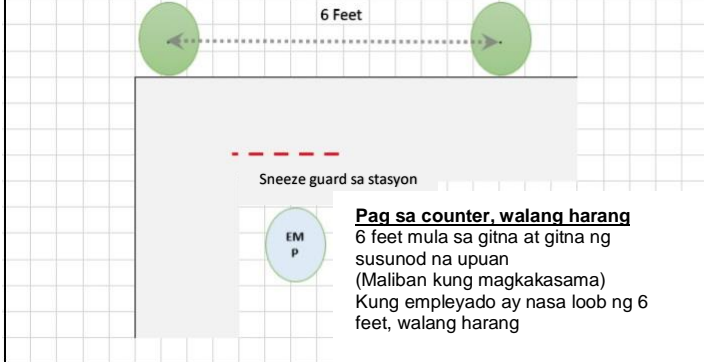 6 Feet
Sneeze guard sa stasyon
EM
P
Pag sa counter, walang harang
6 feet mula sa gitna at gitna ng
susunod na upuan
(Maliban kung magkakasama)
Kung empleyado ay nasa loob ng 6
feet, walang harang